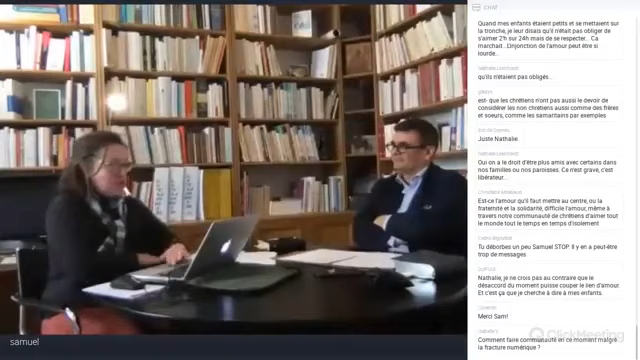 CHAT
Quand mes enfants étaient petits et se mettaient sur
la tronche, je leur disais qu'il n'était pas obliger de
s'aimer 2h sur 24h mais de se respecter... Ca
marchait...L'injonction de l'amour peut être si
lourde...
qu'ils n'étaient pas obligés..
est- que les chrétiens n'ont pas aussi le devoir de
considérer les non chrétiens aussi comme des frères
et soeurs, comme les samaritains par exemples
Juste Nathalie.
Oui on a le droit d'être plus amis avec certains dans
nos familles ou nos paroisses. Ce n'est grave, c'est
libérateur...
Est-ce l'amour qu'il faut mettre au centre, ou la
fraternité et la solidarité, difficile l'amour, même à
travers notre communauté de chrétiens d'aimer tout
le monde tout le temps en temps d'isolement
Tu débordes un peu Samuel STOP. Il y en a peut-être
trop de messages
Nathalie, je ne crois pas au contraire que le
désaccord du moment puisse couper le lien d'amour.
Et c'est ça que je cherche à dire à mes enfants.
Merci Sam!
Comment faire communauté en ce moment malgré
la fracture numérique ?
ClickMeeting
samuel